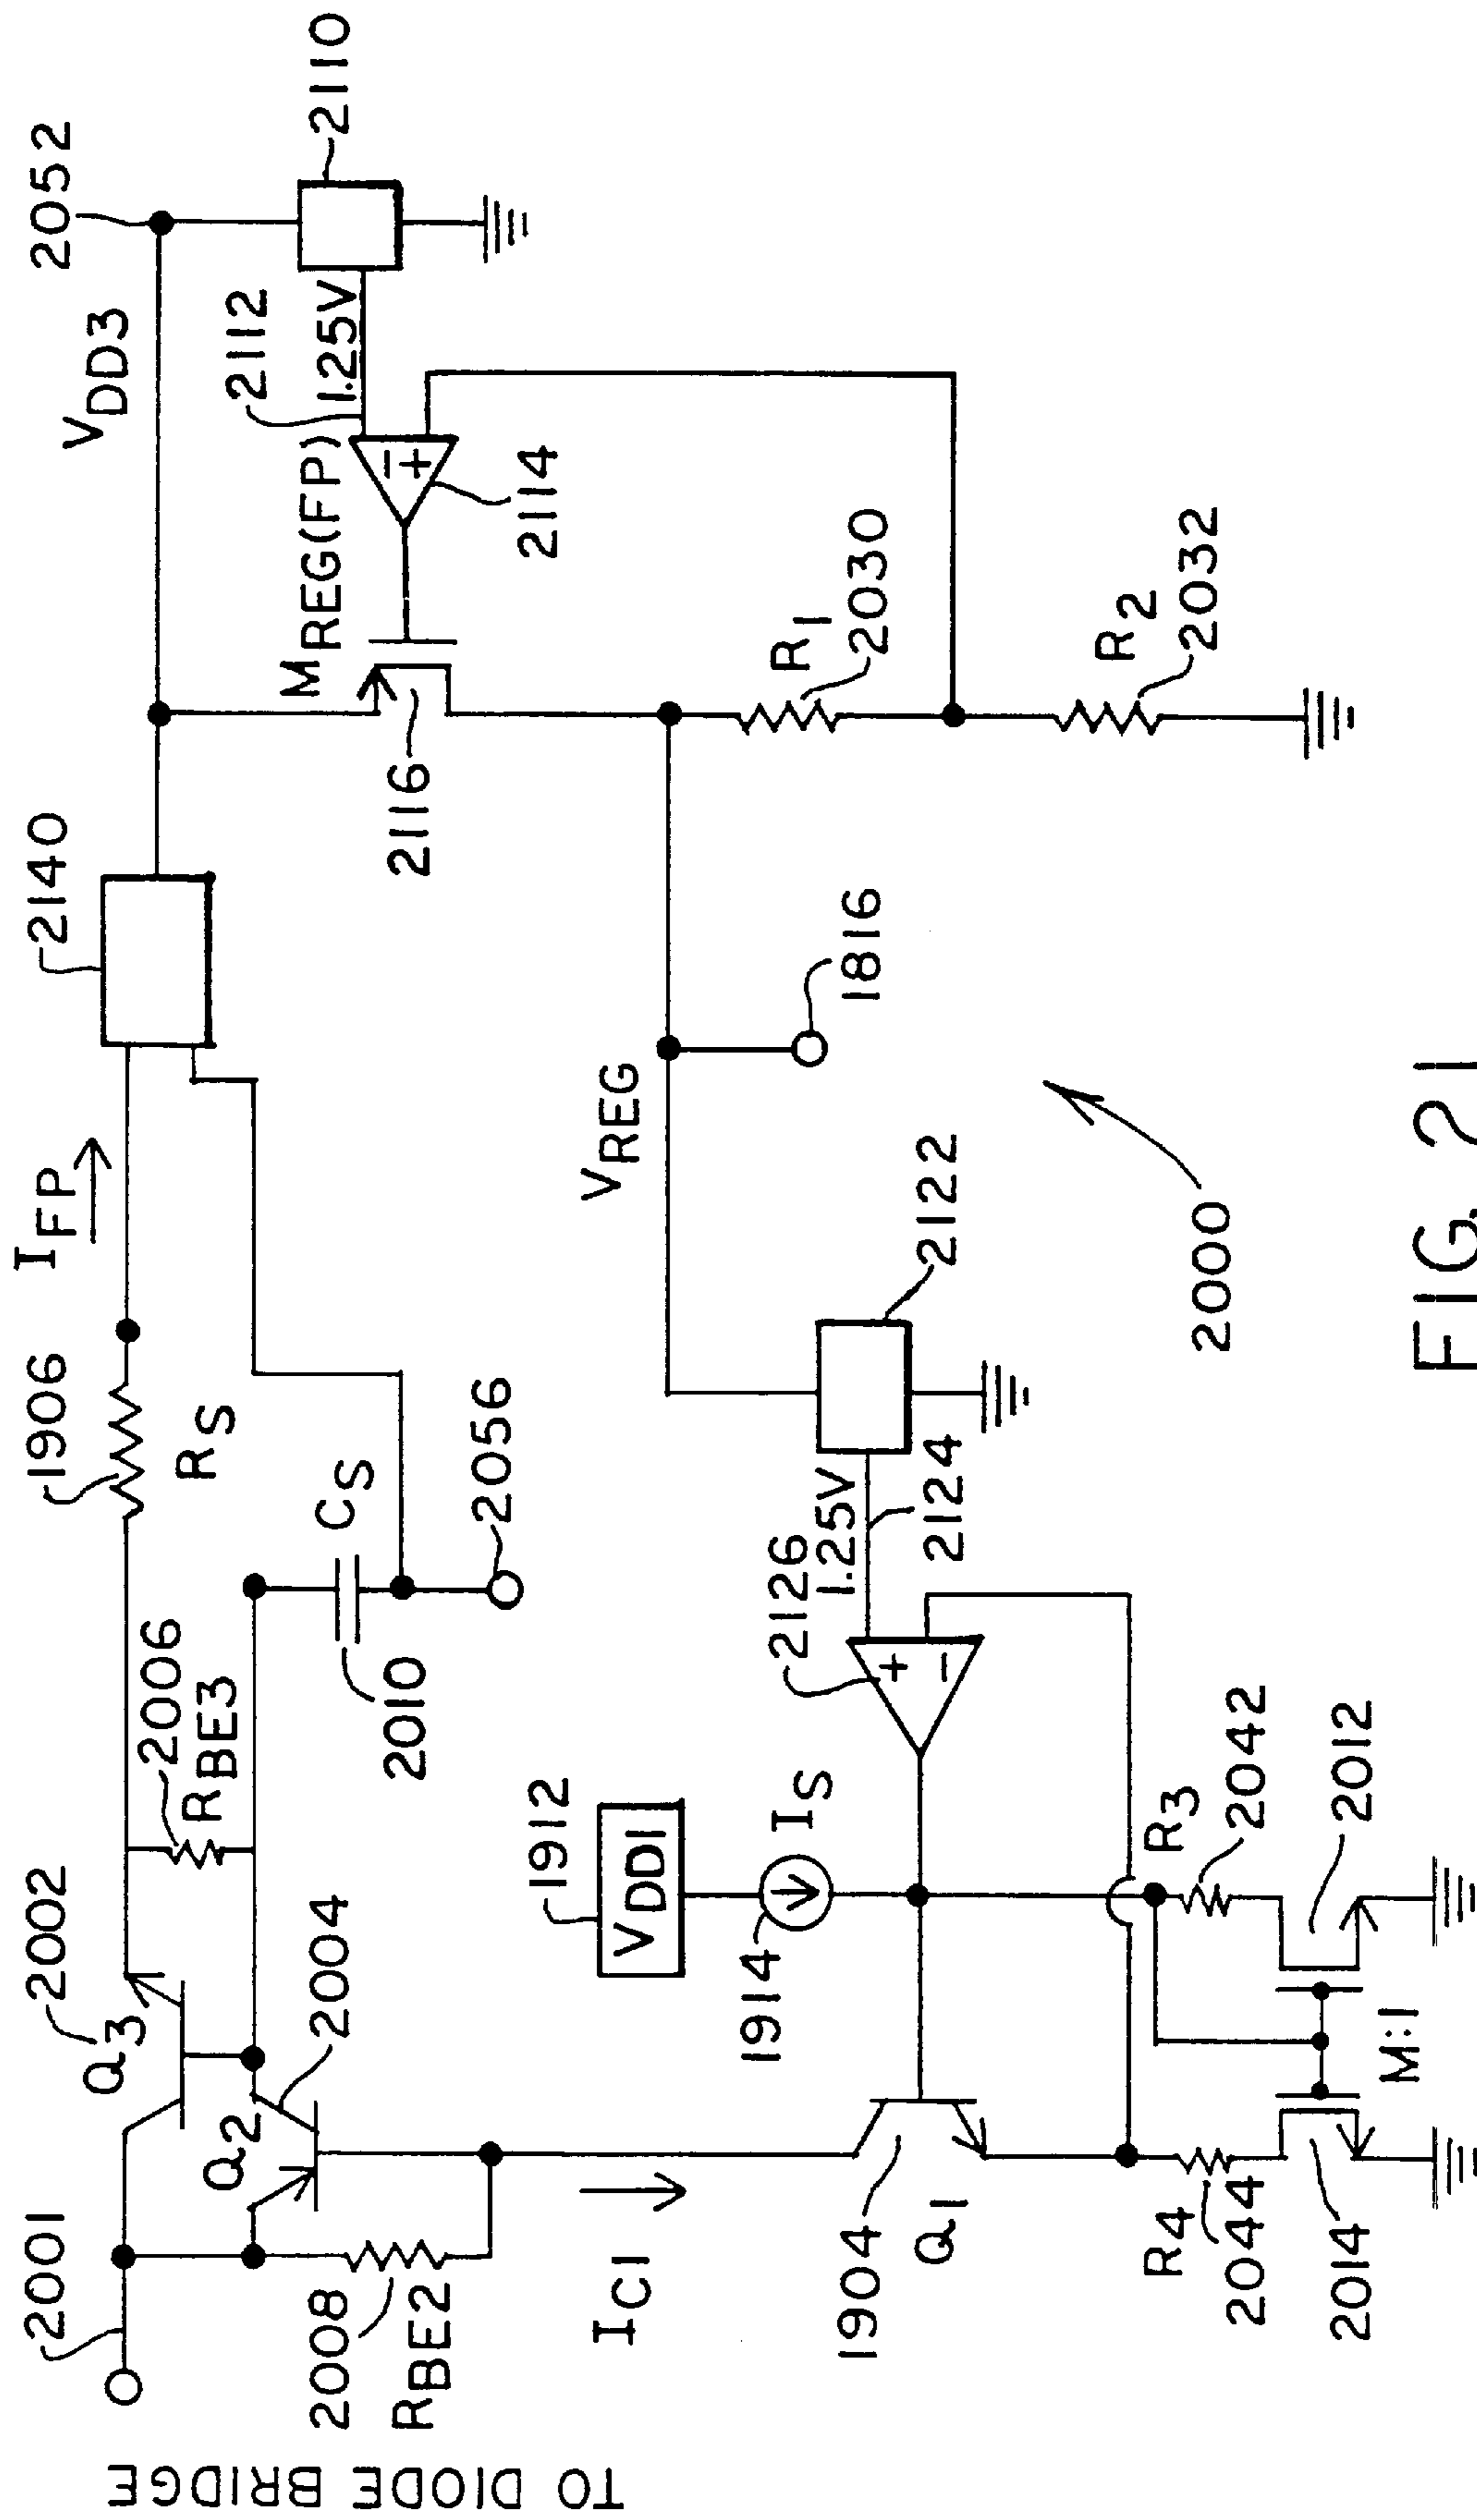 TO DIODE BRIDGE
2001
Q3
2002
2006
RBE3
1906
RS
IFP
2140
VDD3
2052
Q2
2004
2008
RBE2
CS
2010
2056
2112
1.25V
2110
MREG(FP)
2114
2116
IC1
1912
VDD1
1914
IS
2126
1.25V
2124
2122
VREG
1816
R1
2030
R2
2032
1904
Q1
R3
2042
R4
2044
2014
2012
M:1
2000
FIG. 21